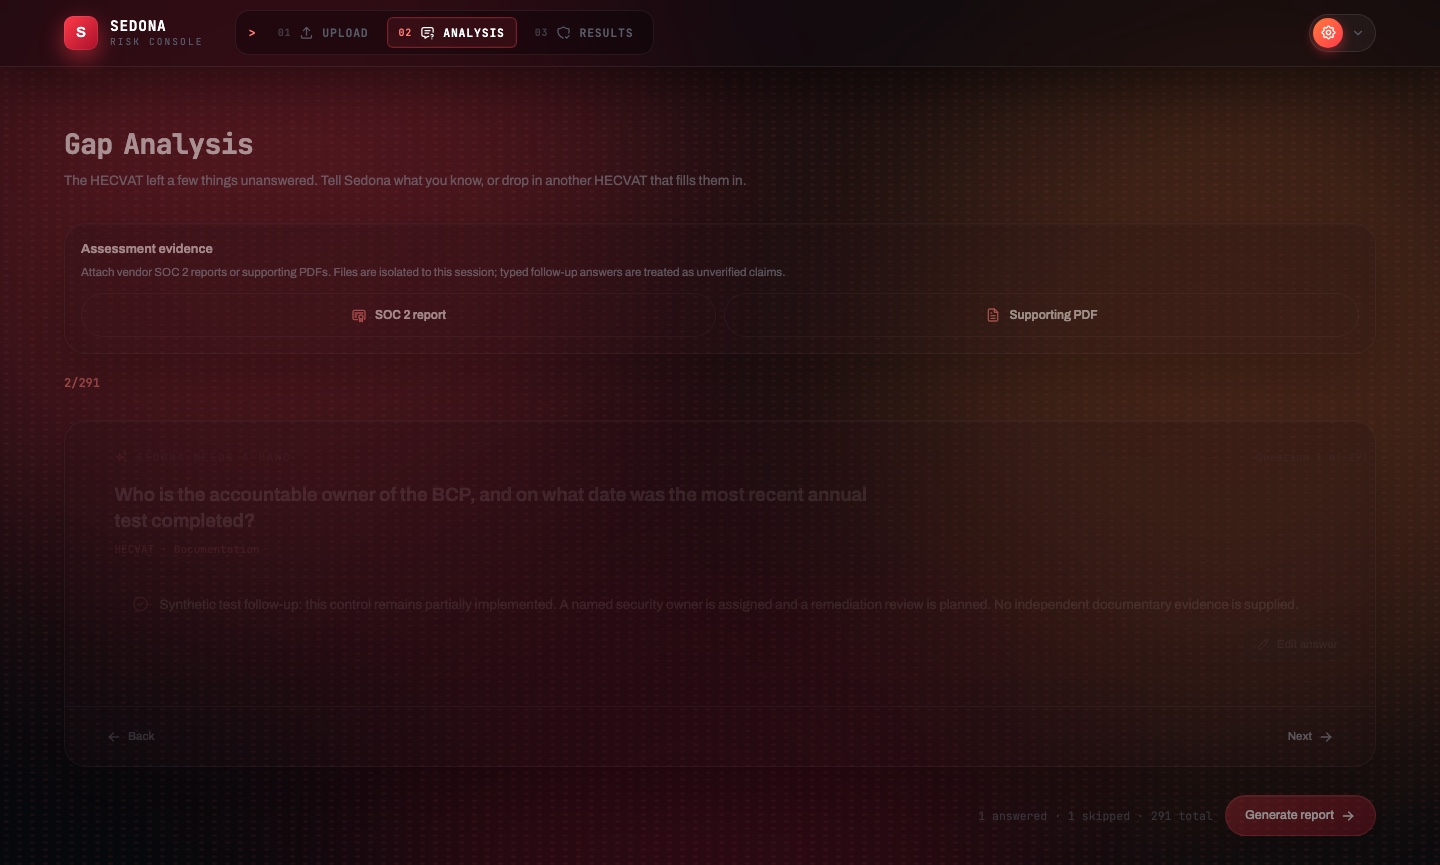 S
SEDONA
RISK CONSOLE
> 01 UPLOAD 02 ANALYSIS 03 RESULTS
Gap Analysis
The HECVAT left a few things unanswered. Tell Sedona what you know, or drop in another HECVAT that fills them in.
Assessment evidence
Attach vendor SOC 2 reports or supporting PDFs. Files are isolated to this session; typed follow-up answers are treated as unverified claims.
SOC 2 report
Supporting PDF
2/291
SEDONA NEEDS A HAND
Who is the accountable owner of the BCP, and on what date was the most recent annual
test completed?
HECVAT · Documentation
Synthetic test follow-up: this control remains partially implemented. A named security owner is assigned and a remediation review is planned. No independent documentary evidence is supplied.
Edit answer
Back
Next
1 answered · 1 skipped · 291 total
Generate report